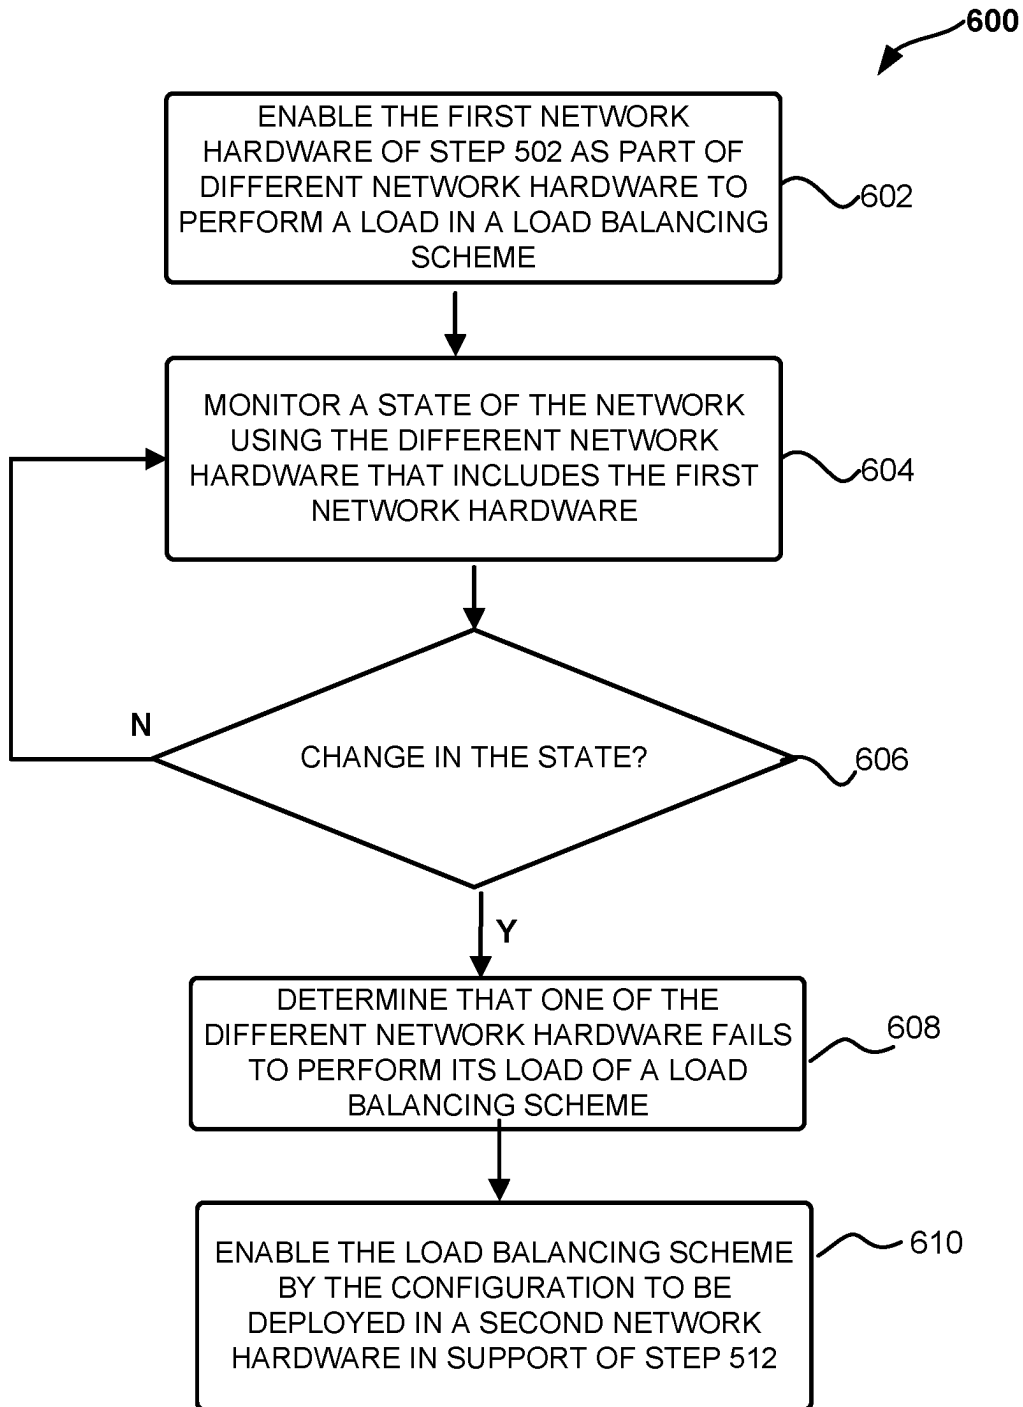 600
ENABLE THE FIRST NETWORK
HARDWARE OF STEP 502 AS PART OF
DIFFERENT NETWORK HARDWARE TO
PERFORM A LOAD IN A LOAD BALANCING
SCHEME
602
MONITOR A STATE OF THE NETWORK
USING THE DIFFERENT NETWORK
HARDWARE THAT INCLUDES THE FIRST
NETWORK HARDWARE
604
N
CHANGE IN THE STATE?
606
Y
DETERMINE THAT ONE OF THE
DIFFERENT NETWORK HARDWARE FAILS
TO PERFORM ITS LOAD OF A LOAD
BALANCING SCHEME
608
ENABLE THE LOAD BALANCING SCHEME
BY THE CONFIGURATION TO BE
DEPLOYED IN A SECOND NETWORK
HARDWARE IN SUPPORT OF STEP 512
610